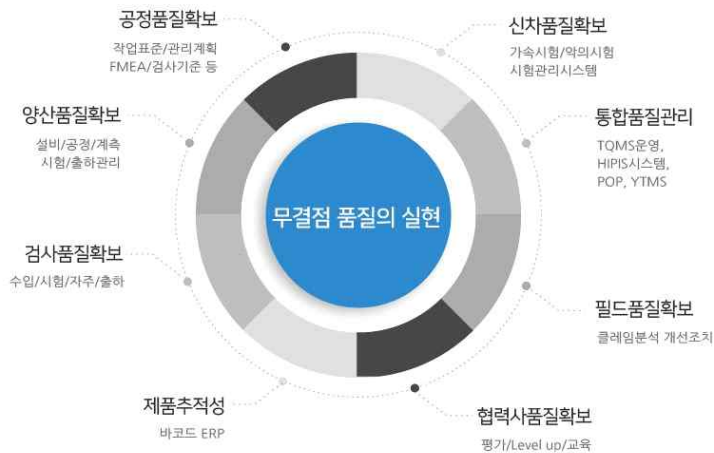 공정품질확보
작업표준/관리계획
FMEA/검사기준 등
신차품질확보
가속시험/악의시험
시험관리시스템
양산품질확보
설비/공정/계측
시험/출하관리
통합품질관리
TQMS운영,
HIPIS시스템,
POP, YTMS
무결점 품질의 실현
검사품질확보
수입/시험/자주/출하
필드품질확보
클레임분석 개선조치
제품추적성
바코드 ERP
협력사품질확보
평가/Level up/교육